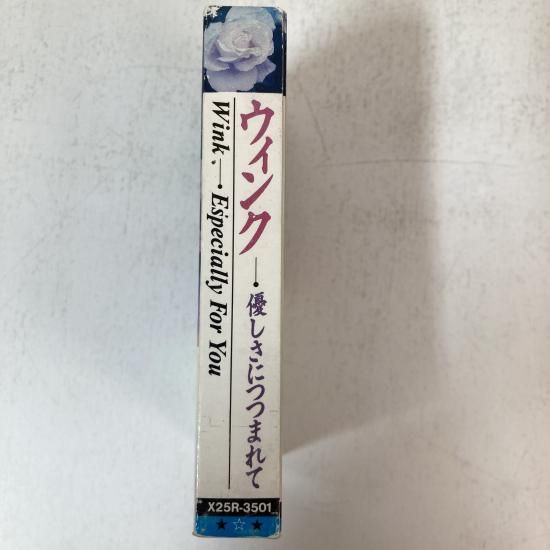 ウィンク—•優しさにつつまれて
Wink—•Especially For You
X25R-3501
★☆★